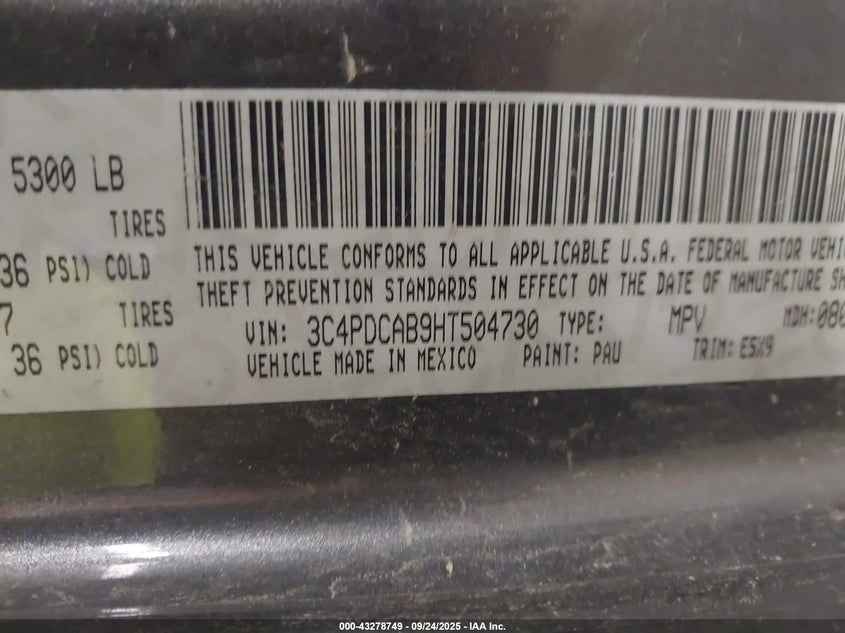 5300 LB
TIRES
36 PSI) COLD
7 TIRES
36 PSI) COLD
THIS VEHICLE CONFORMS TO ALL APPLICABLE U.S.A. FEDERAL MOTOR VEHI
THEFT PREVENTION STANDARDS IN EFFECT ON THE DATE OF MANUFACTURE SH
VIN: 3C4PDCAB9HT504730 TYPE: MPV MDH:080
VEHICLE MADE IN MEXICO PAINT: PAU TRIM: E5X9
000-43278749 - 09/24/2025 - IAA Inc.